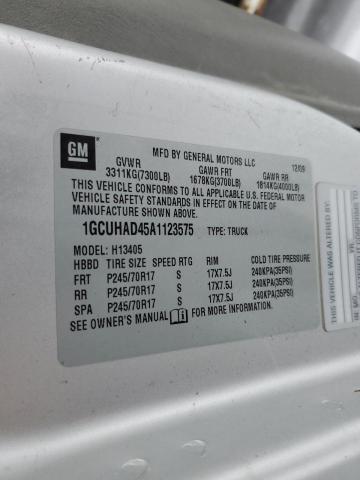 GM
MFD BY GENERAL MOTORS LLC 12/09
GVWR GAWR FRT GAWR RR
3311KG(7300LB) 1678KG(3700LB) 1814KG(4000LB)
THIS VEHICLE CONFORMS TO ALL APPLICABLE U.S. FEDERAL MOTOR
VEHICLE SAFETY STANDARDS IN EFFECT ON THE DATE OF
MANUFACTURE SHOWN ABOVE.
1GCUHAD45A1123575 TYPE: TRUCK
MODEL: H13405
HBBD TIRE SIZE SPEED RTG RIM COLD TIRE PRESSURE
FRT P245/70R17 S 17X7.5J 240KPA(35PSI)
RR P245/70R17 S 17X7.5J 240KPA(35PSI)
SPA P245/70R17 S 17X7.5J 240KPA(35PSI)
SEE OWNER'S MANUAL FOR MORE INFORMATION.
THIS VEHICLE WAS ALTERED